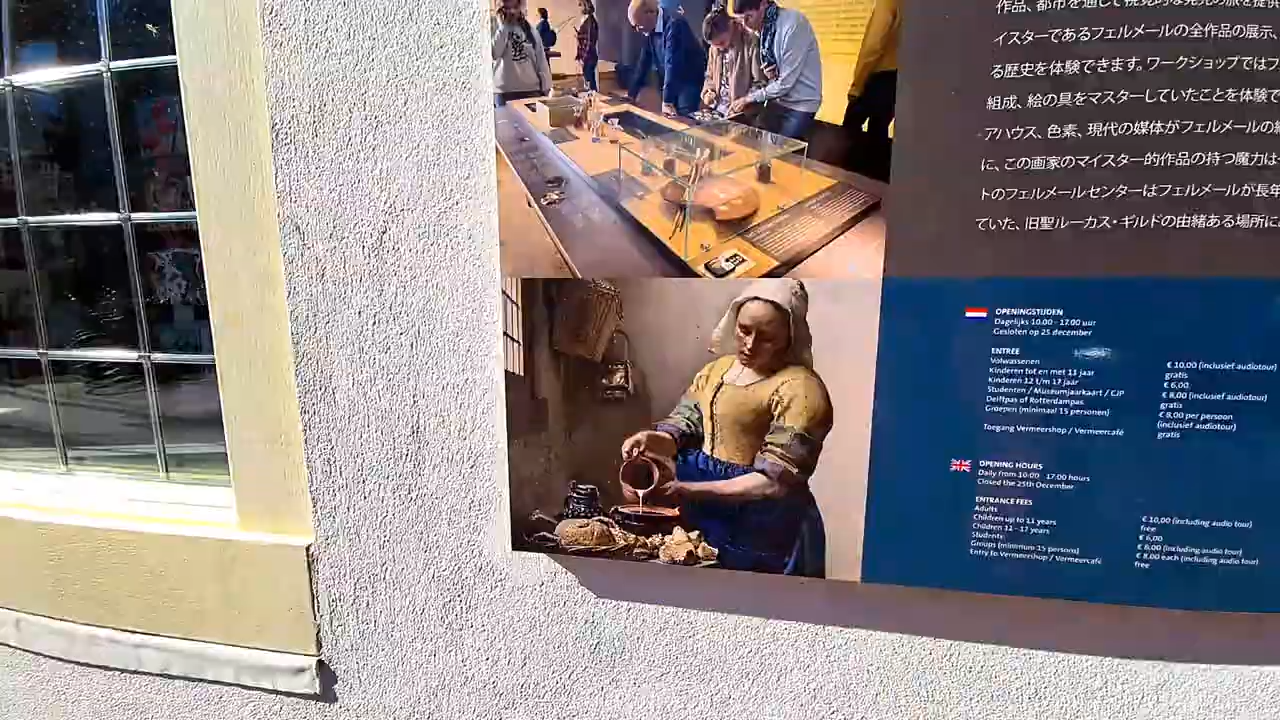 作品、都市を通して視覚的な発見の旅を提供
イスターであるフェルメールの全作品の展示、
る歴史を体験できます。ワークショップではフ
組成、絵の具をマスターしていたことを体験で
アハウス、色素、現代の媒体がフェルメールの
に、この画家のマイスター的作品の持つ魔力は
トのフェルメールセンターはフェルメールが長年
ていた、旧聖ルーカス・ギルドの由緒ある場所に
OPENINGSTIJDEN
Dagelijks 10.00 - 17.00 uur
Gesloten op 25 december
ENTREE
Volwassenen € 10,00 (inclusief audiotour)
Kinderen tot en met 11 jaar gratis
Kinderen 12 t/m 17 jaar € 6,00
Studenten / Museumjaarkaart / CJP € 8,00 (inclusief audiotour)
Delftpas of Rotterdampas gratis
Groepen (minimaal 15 personen) € 8,00 per persoon
(inclusief audiotour)
Toegang Vermeershop / Vermeercafé gratis
OPENING HOURS
Daily from 10:00 - 17:00 hours
Closed the 25th December
ENTRANCE FEES
Adults € 10,00 (including audio tour)
Children up to 11 years free
Children 12 - 17 years € 6,00
Students € 8,00 (including audio tour)
Groups (minimum 15 persons) € 8,00 each (including audio tour)
Entry to Vermeershop / Vermeercafé free